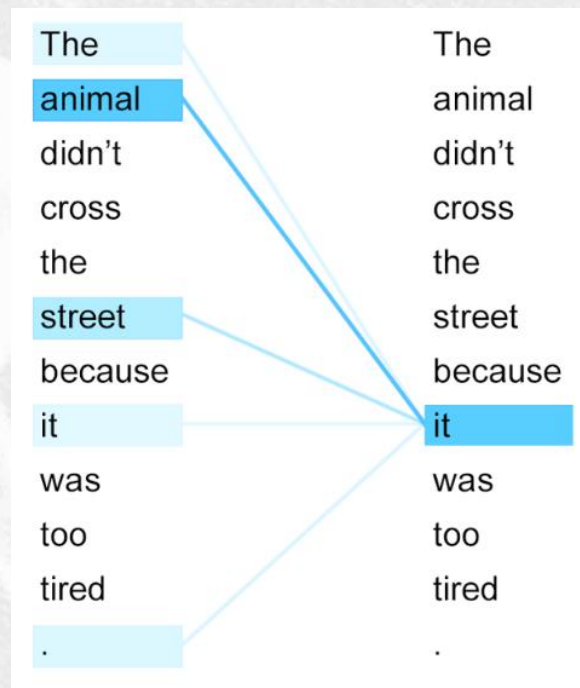 The The
animal animal
didn't didn't
cross cross
the the
street street
because because
it it
was was
too too
tired tired
. .